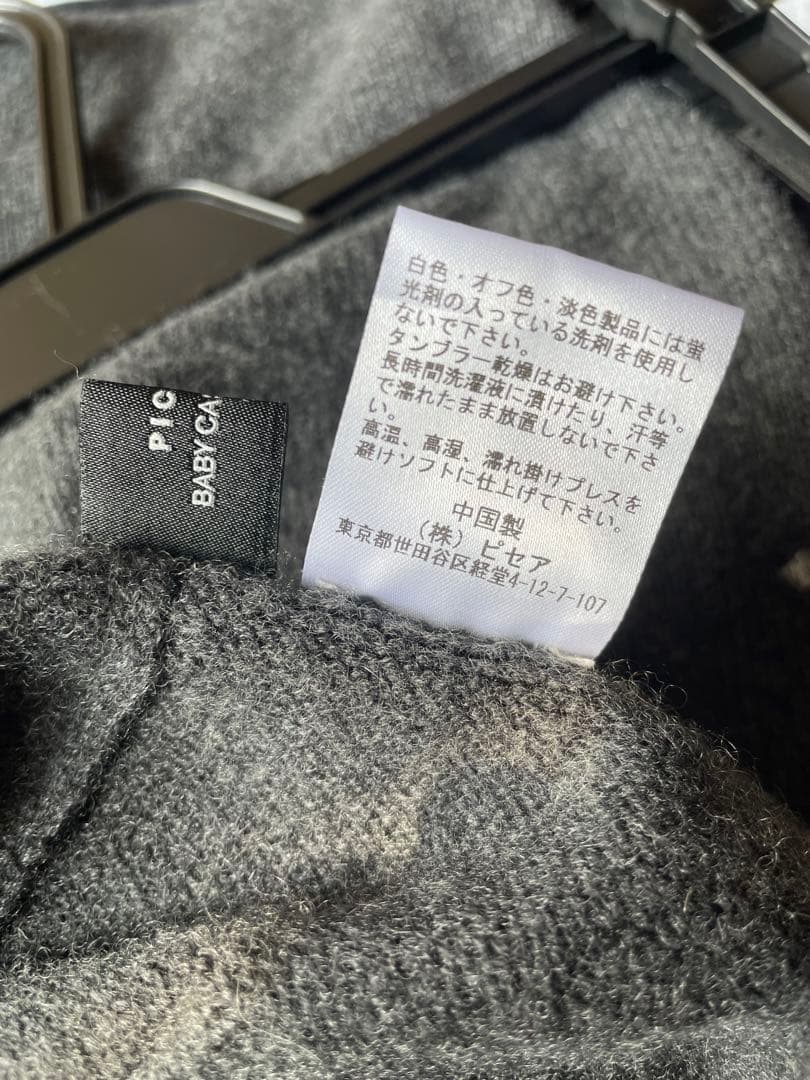 PIC
BABY CA
白色・オフ色・淡色製品には蛍
光剤の入っている洗剤を使用し
ないで下さい。
タンブラー乾燥はお避け下さい。
長時間洗濯液に漬けたり、汗等
で濡れたまま放置しないで下さ
い。
高温、高湿、濡れ掛けプレスを
避けソフトに仕上げて下さい。
中国製
(株)ピセア
東京都世田谷区経堂4-12-7-107